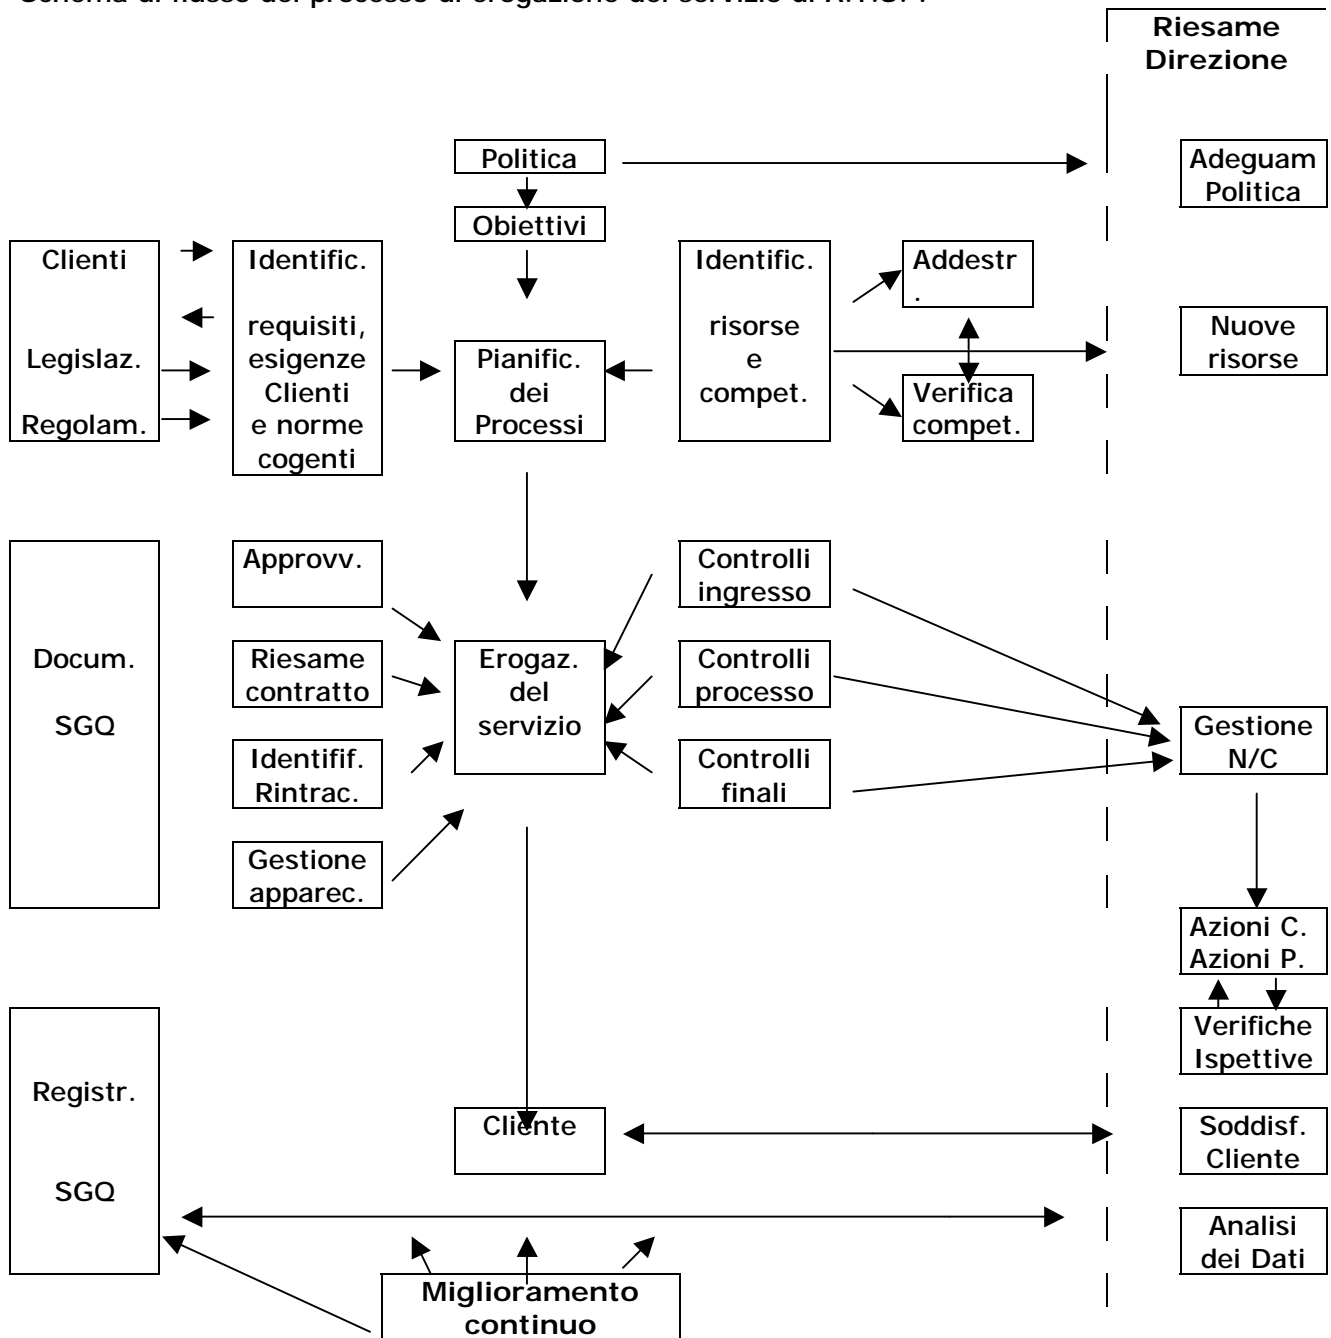 Riesame
Direzione
Politica
Adeguam
Politica
Obiettivi
Clienti
Legislaz.
Regolam.
Identific.
requisiti,
esigenze
Clienti
e norme
cogenti
Pianific.
dei
Processi
Identific.
risorse
e
compet.
Addestr
.
Verifica
compet.
Nuove
risorse
Docum.
SGQ
Approvv.
Riesame
contratto
Identifif.
Rintrac.
Gestione
apparec.
Erogaz.
del
servizio
Controlli
ingresso
Controlli
processo
Controlli
finali
Gestione
N/C
Azioni C.
Azioni P.
Verifiche
Ispettive
Registr.
SGQ
Cliente
Soddisf.
Cliente
Analisi
dei Dati
Miglioramento
continuo